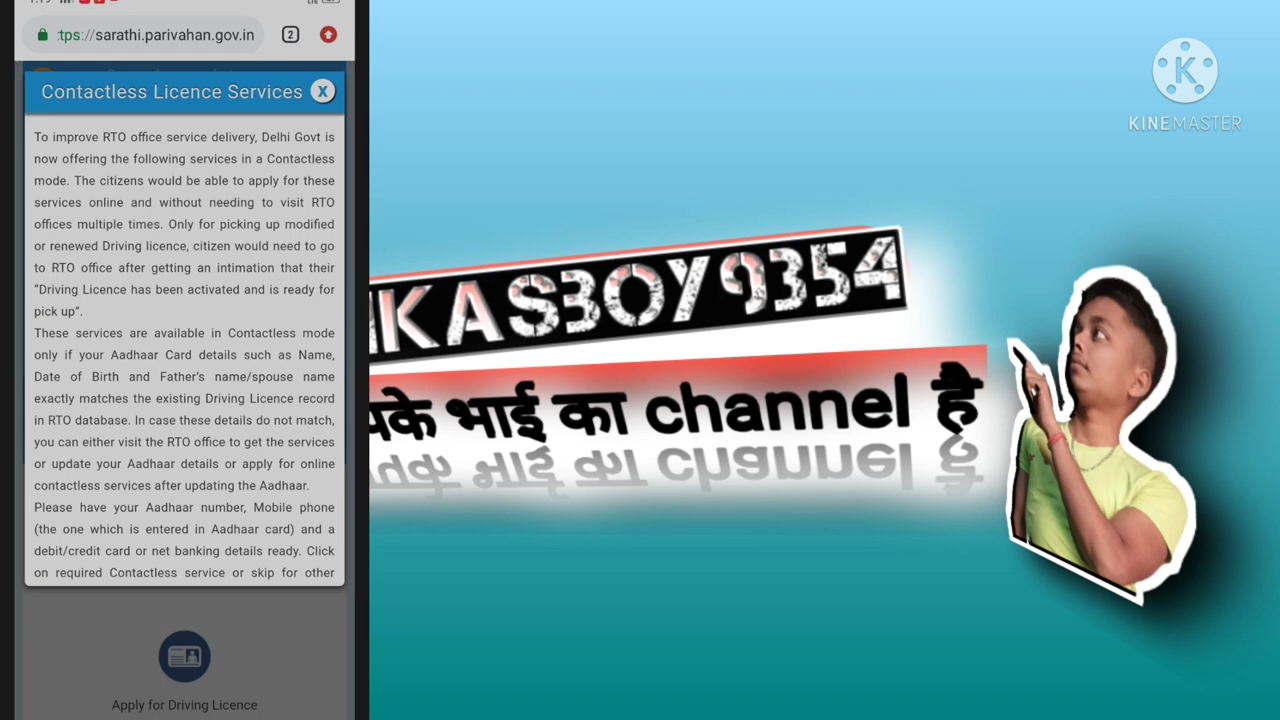 tps://sarathi.parivahan.gov.in
2
Contactless Licence Services
X
To improve RTO office service delivery, Delhi Govt is
now offering the following services in a Contactless
mode. The citizens would be able to apply for these
services online and without needing to visit RTO
offices multiple times. Only for picking up modified
or renewed Driving licence, citizen would need to go
to RTO office after getting an intimation that their
"Driving Licence has been activated and is ready for
pick up".
These services are available in Contactless mode
only if your Aadhaar Card details such as Name,
Date of Birth and Father's name/spouse name
exactly matches the existing Driving Licence record
in RTO database. In case these details do not match,
you can either visit the RTO office to get the services
or update your Aadhaar details or apply for online
contactless services after updating the Aadhaar.
Please have your Aadhaar number, Mobile phone
(the one which is entered in Aadhaar card) and a
debit/credit card or net banking details ready. Click
on required Contactless service or skip for other
Apply for Driving Licence
KASBOY9354
पके भाई का channel है
K
KINEMASTER